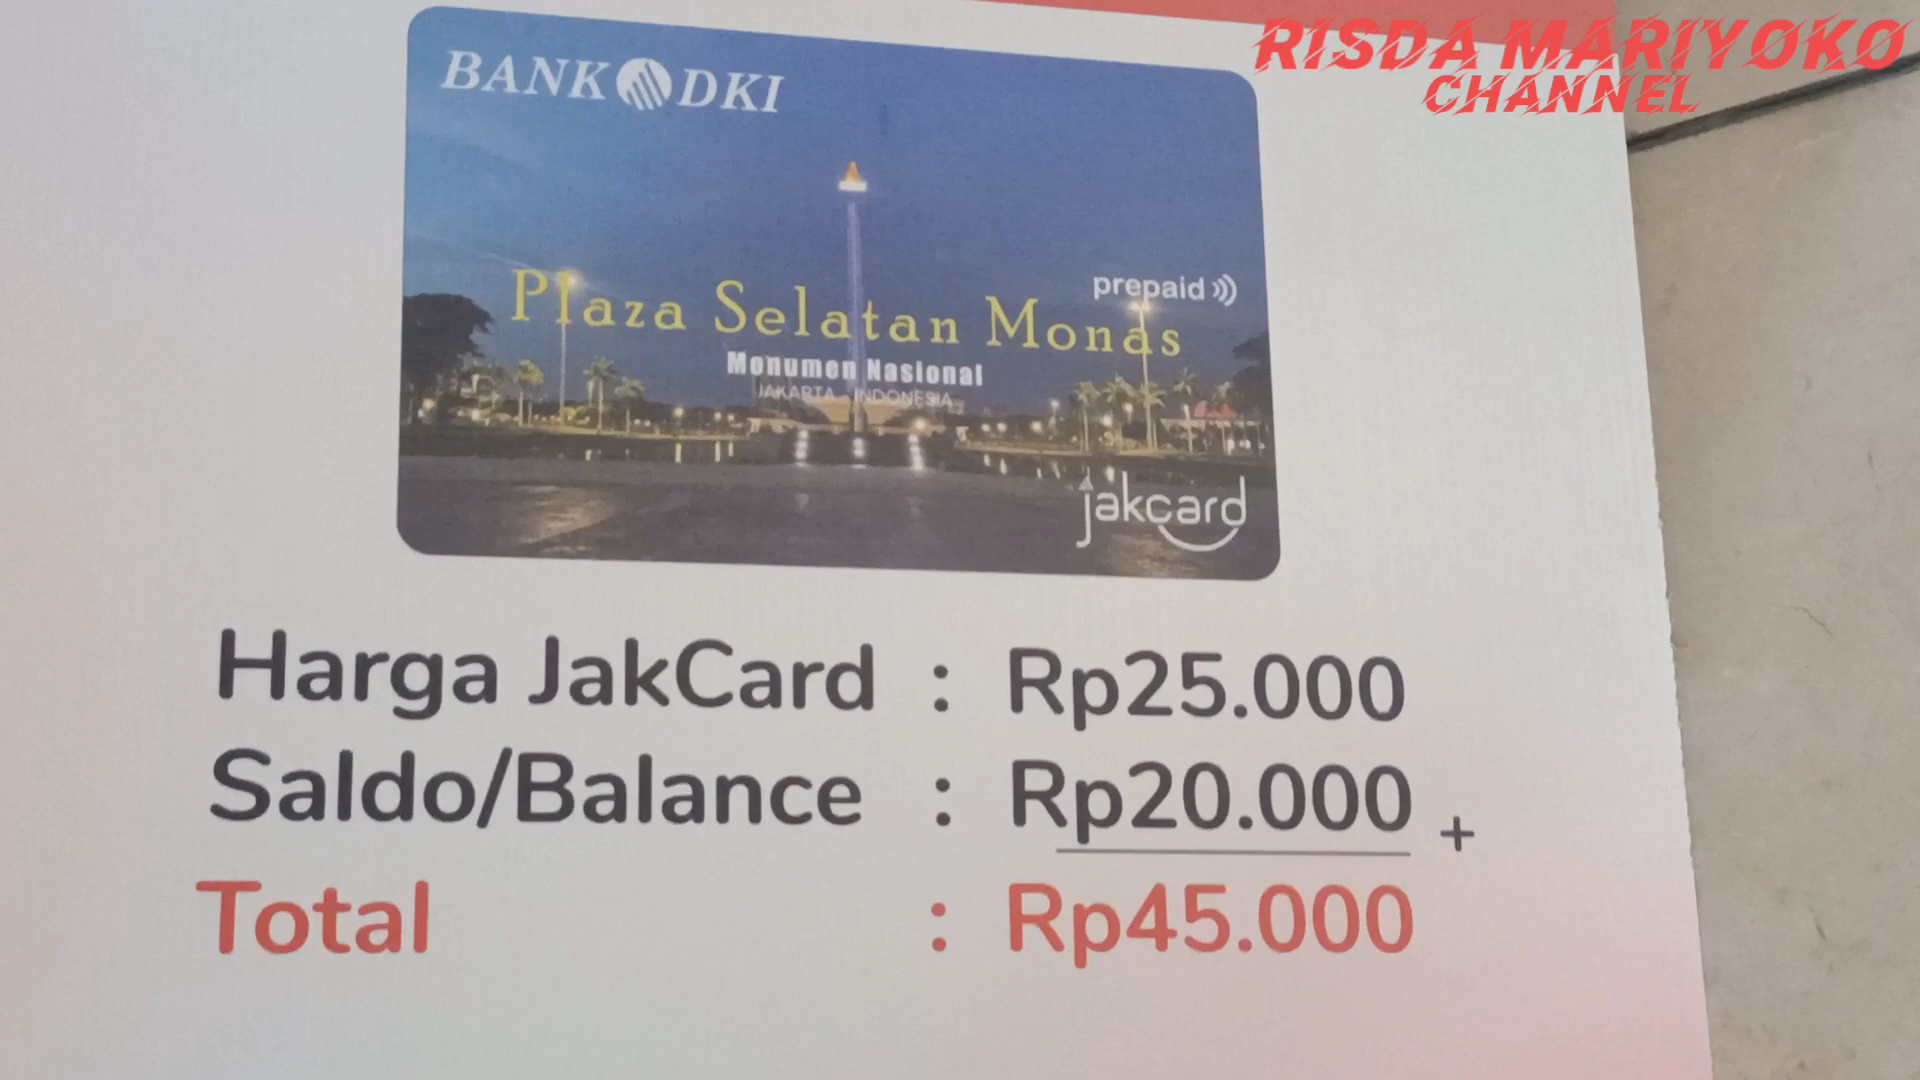 RISDA MARIYOKO
CHANNEL
BANK DKI
prepaid
Plaza Selatan Monas
Monumen Nasional
JAKARTA - INDONESIA
jakcard
Harga JakCard : Rp25.000
Saldo/Balance : Rp20.000 +
Total : Rp45.000